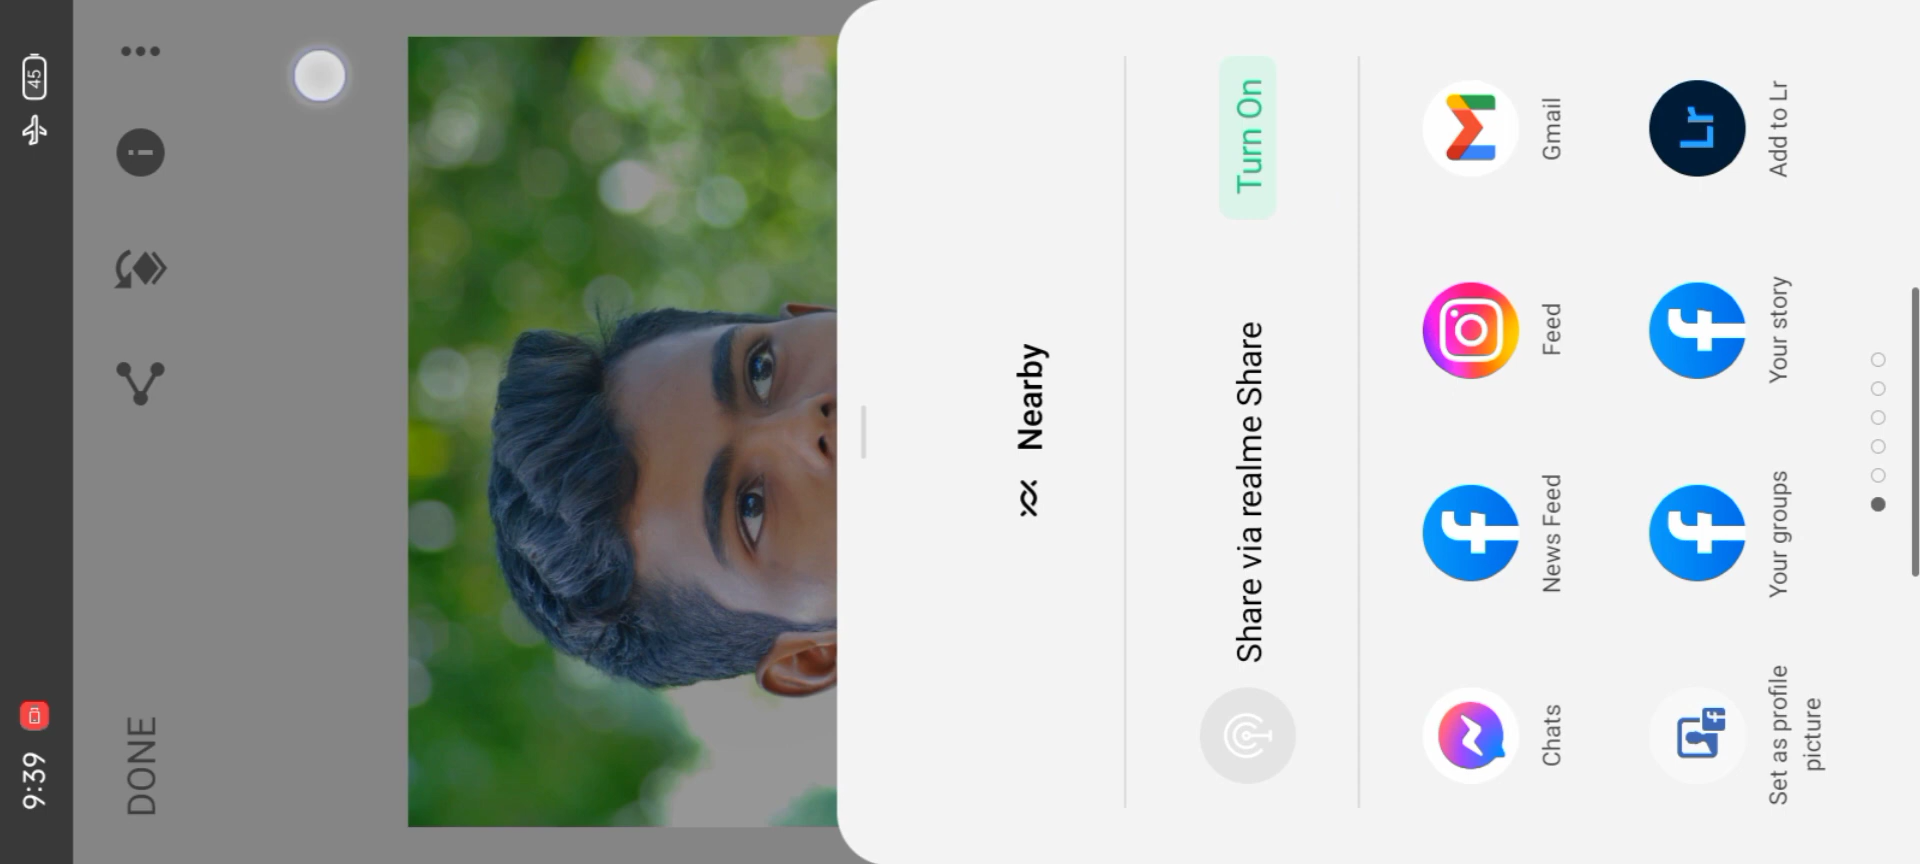 9:39
45
DONE
Nearby
Share via realme Share
Turn On
Chats
News Feed
Feed
Gmail
Set as profile
picture
Your groups
Your story
Lr
Add to Lr